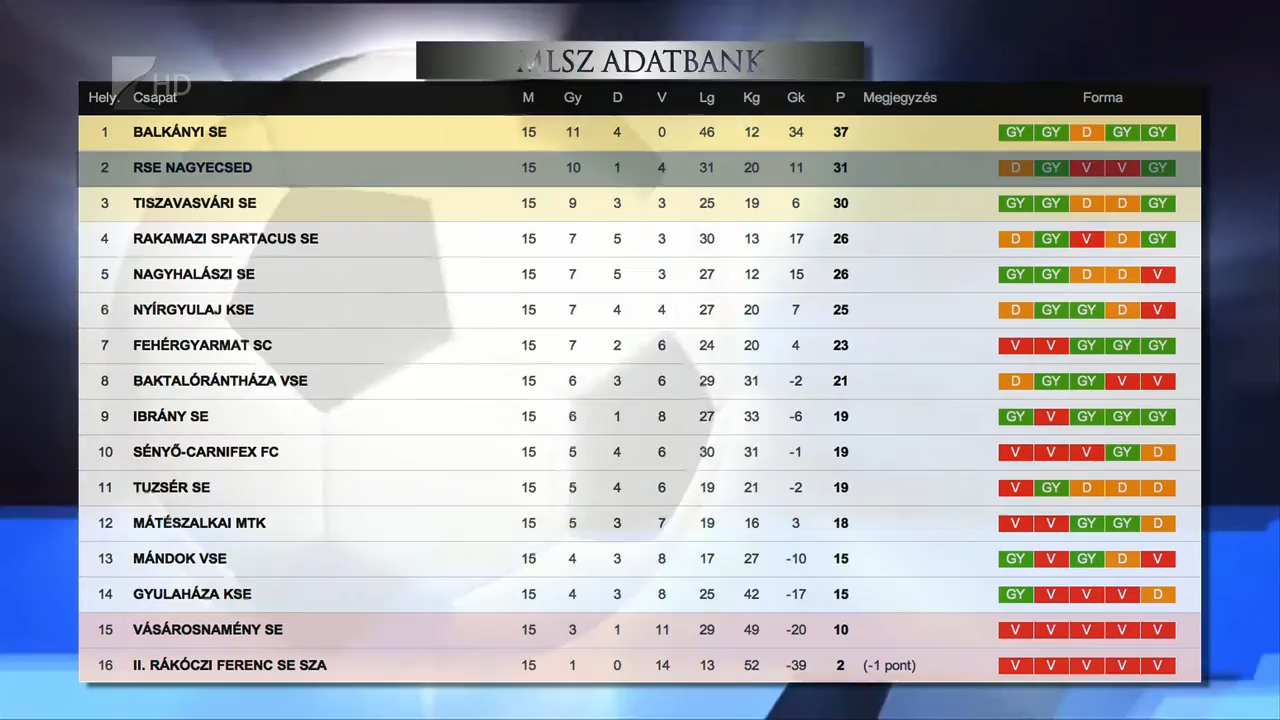 MLSZ ADATBANK
HD
Hely. Csapat M Gy D V Lg Kg Gk P Megjegyzés Forma
1 BALKÁNYI SE 15 11 4 0 46 12 34 37 GY GY D GY GY
2 RSE NAGYECSED 15 10 1 4 31 20 11 31 D GY V V GY
3 TISZAVASVÁRI SE 15 9 3 3 25 19 6 30 GY GY D D GY
4 RAKAMAZI SPARTACUS SE 15 7 5 3 30 13 17 26 D GY V D GY
5 NAGYHALÁSZI SE 15 7 5 3 27 12 15 26 GY GY D D V
6 NYÍRGYULAJ KSE 15 7 4 4 27 20 7 25 D GY GY D V
7 FEHÉRGYARMAT SC 15 7 2 6 24 20 4 23 V V GY GY GY
8 BAKTALÓRÁNTHÁZA VSE 15 6 3 6 29 31 -2 21 D GY GY V V
9 IBRÁNY SE 15 6 1 8 27 33 -6 19 GY V GY GY GY
10 SÉNYŐ-CARNIFEX FC 15 5 4 6 30 31 -1 19 V V V GY D
11 TUZSÉR SE 15 5 4 6 19 21 -2 19 V GY D D D
12 MÁTÉSZALKAI MTK 15 5 3 7 19 16 3 18 V V GY GY D
13 MÁNDOK VSE 15 4 3 8 17 27 -10 15 GY V GY D V
14 GYULAHÁZA KSE 15 4 3 8 25 42 -17 15 GY V V V D
15 VÁSÁROSNAMÉNY SE 15 3 1 11 29 49 -20 10 V V V V V
16 II. RÁKÓCZI FERENC SE SZA 15 1 0 14 13 52 -39 2 (-1 pont) V V V V V